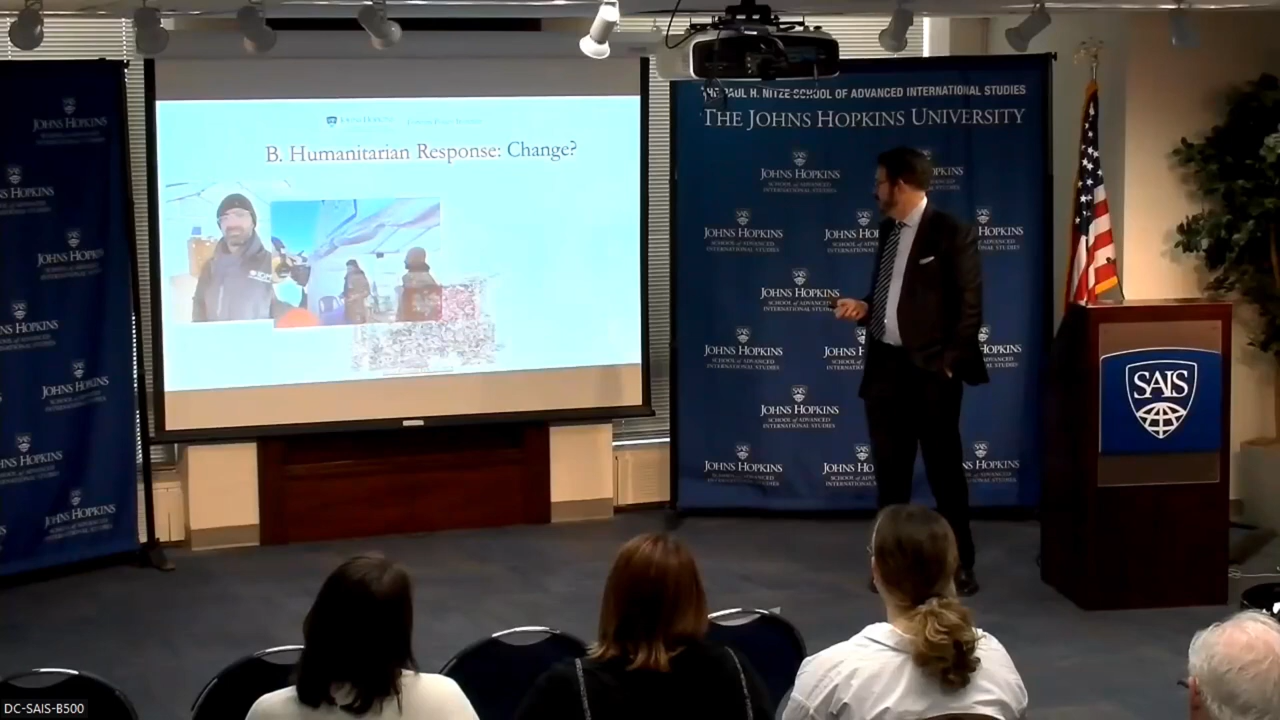 B. Humanitarian Response: Change?
THE PAUL H. NITZE SCHOOL OF ADVANCED INTERNATIONAL STUDIES
THE JOHNS HOPKINS UNIVERSITY
JOHNS HOPKINS
SCHOOL of ADVANCED
INTERNATIONAL STUDIES
SAIS
DC-SAIS-B500